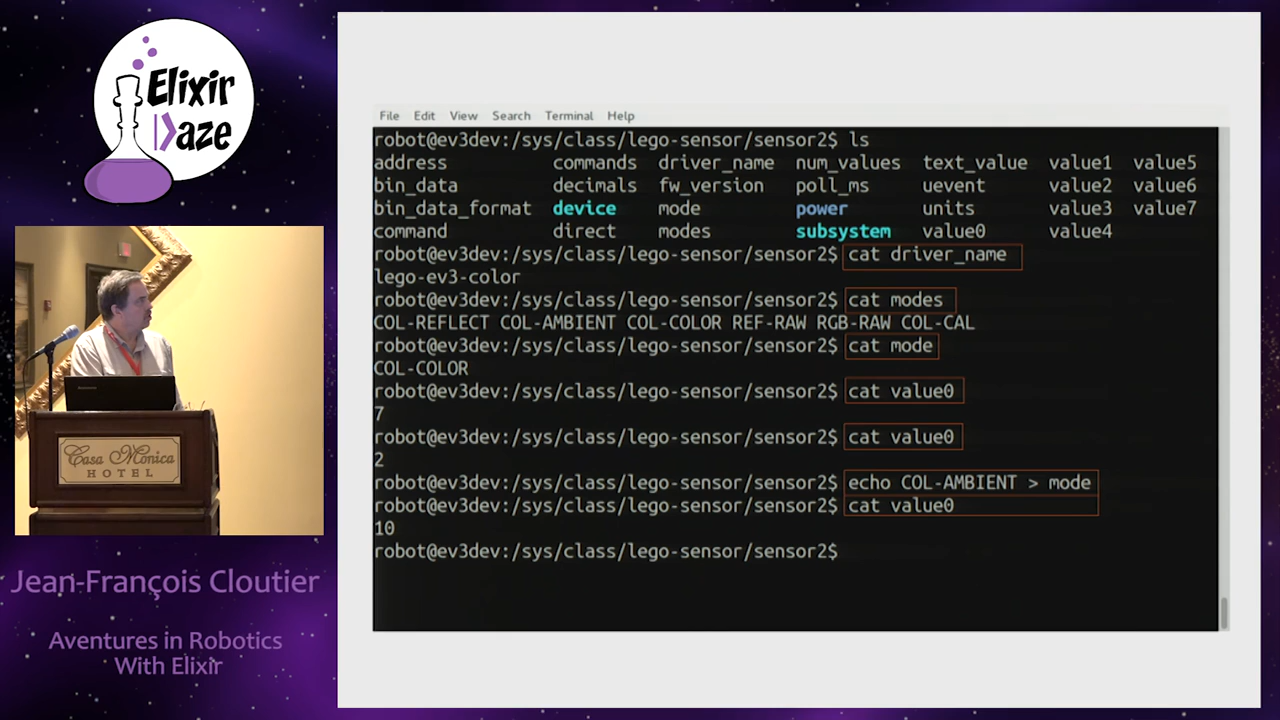 Elixir
Daze
Casa Monica
HOTEL
Jean-François Cloutier
Aventures in Robotics
With Elixir
File Edit View Search Terminal Help
robot@ev3dev:/sys/class/lego-sensor/sensor2$ ls
address commands driver_name num_values text_value value1 value5
bin_data decimals fw_version poll_ms uevent value2 value6
bin_data_format device mode power units value3 value7
command direct modes subsystem value0 value4
robot@ev3dev:/sys/class/lego-sensor/sensor2$ cat driver_name
lego-ev3-color
robot@ev3dev:/sys/class/lego-sensor/sensor2$ cat modes
COL-REFLECT COL-AMBIENT COL-COLOR REF-RAW RGB-RAW COL-CAL
robot@ev3dev:/sys/class/lego-sensor/sensor2$ cat mode
COL-COLOR
robot@ev3dev:/sys/class/lego-sensor/sensor2$ cat value0
7
robot@ev3dev:/sys/class/lego-sensor/sensor2$ cat value0
2
robot@ev3dev:/sys/class/lego-sensor/sensor2$ echo COL-AMBIENT > mode
robot@ev3dev:/sys/class/lego-sensor/sensor2$ cat value0
10
robot@ev3dev:/sys/class/lego-sensor/sensor2$